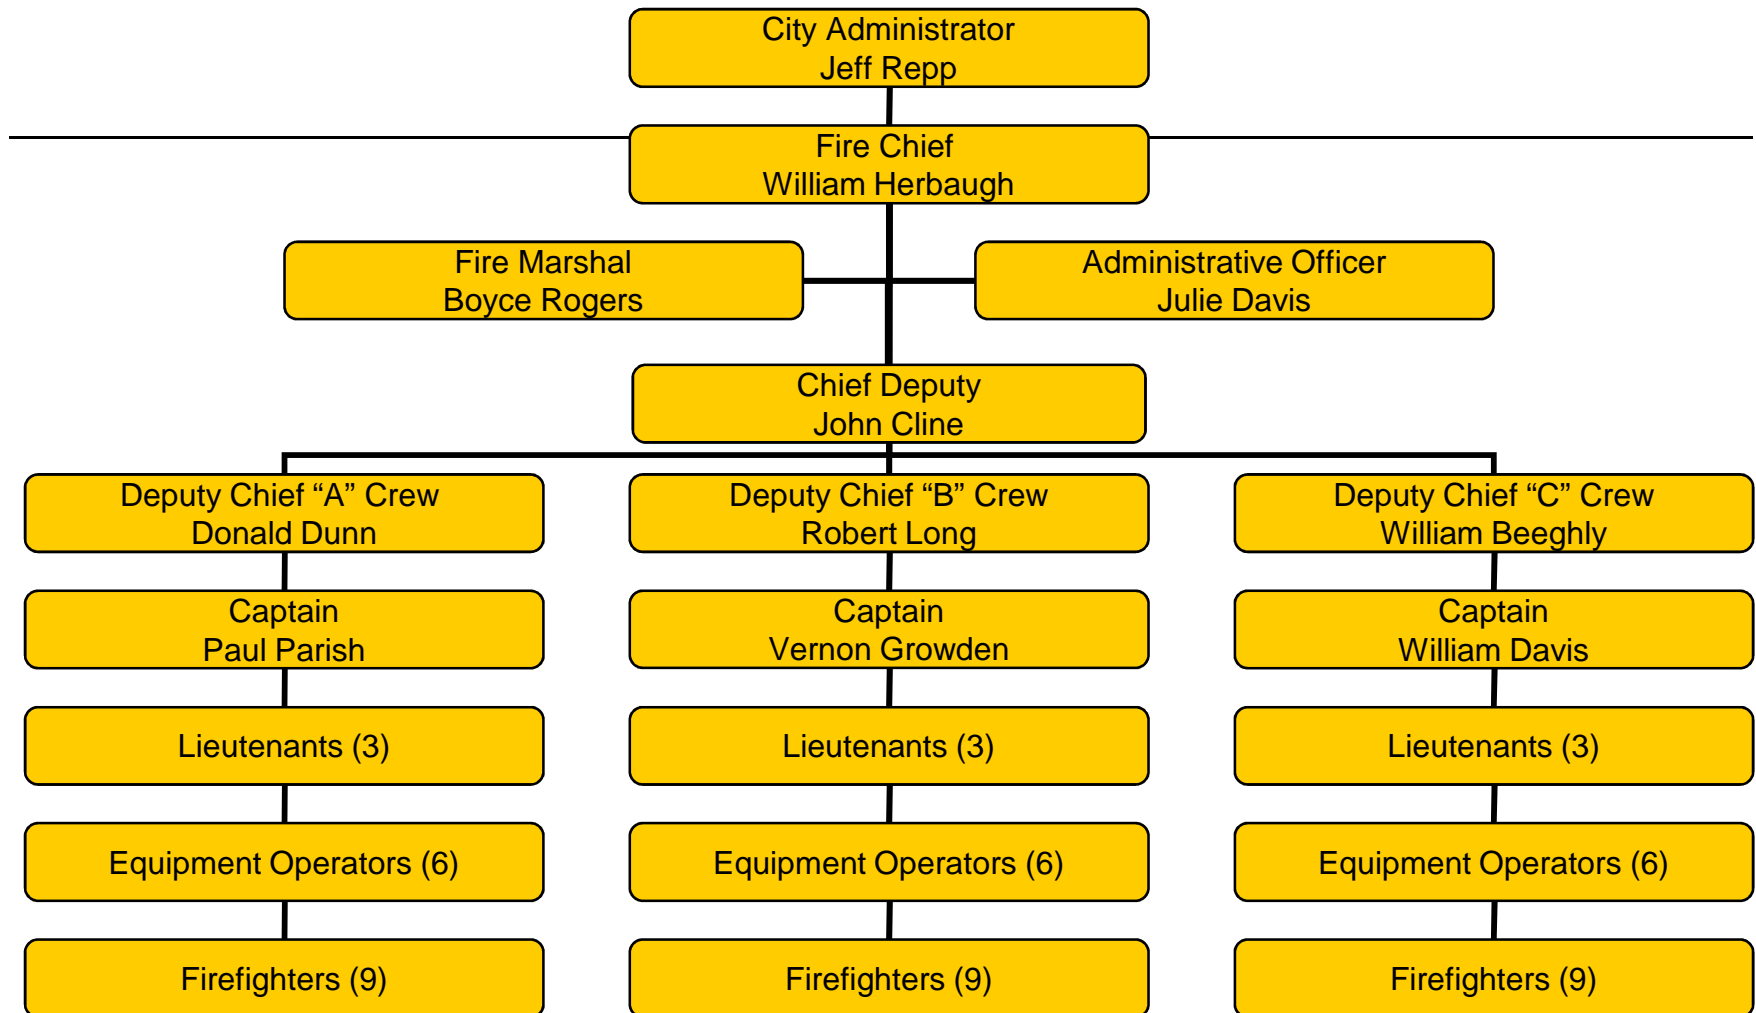 City Administrator
Jeff Repp
Fire Chief
William Herbaugh
Fire Marshal
Boyce Rogers
Administrative Officer
Julie Davis
Chief Deputy
John Cline
Deputy Chief “A” Crew
Donald Dunn
Deputy Chief “B” Crew
Robert Long
Deputy Chief “C” Crew
William Beeghly
Captain
Paul Parish
Captain
Vernon Growden
Captain
William Davis
Lieutenants (3)
Lieutenants (3)
Lieutenants (3)
Equipment Operators (6)
Equipment Operators (6)
Equipment Operators (6)
Firefighters (9)
Firefighters (9)
Firefighters (9)